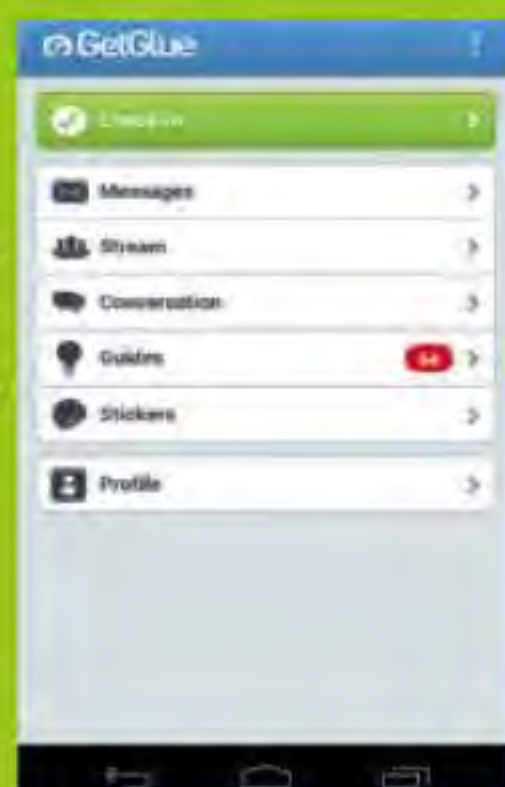 GetGlue
Messages
Stream
Conversation
Guides
Stickers
Profile